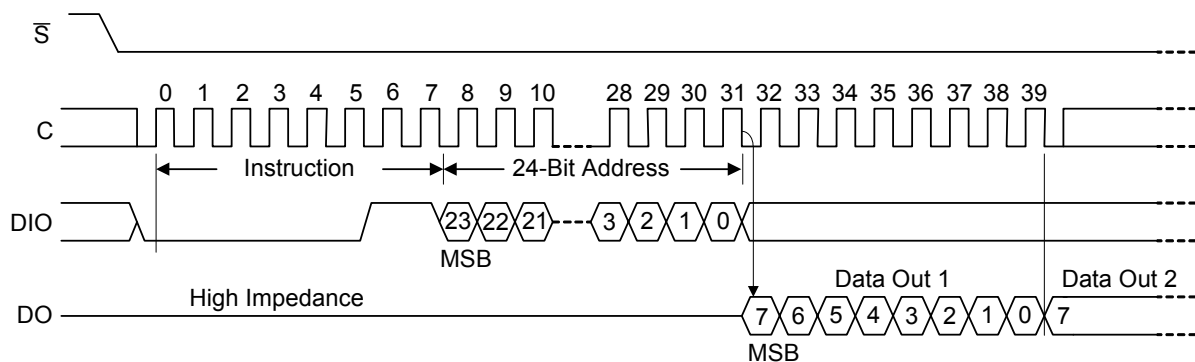 S
0 1 2 3 4 5 6 7 8 9 10 28 29 30 31 32 33 34 35 36 37 38 39
C
Instruction 24-Bit Address
DIO 23 22 21 3 2 1 0
MSB
Data Out 1 Data Out 2
High Impedance
DO 7 6 5 4 3 2 1 0 7
MSB